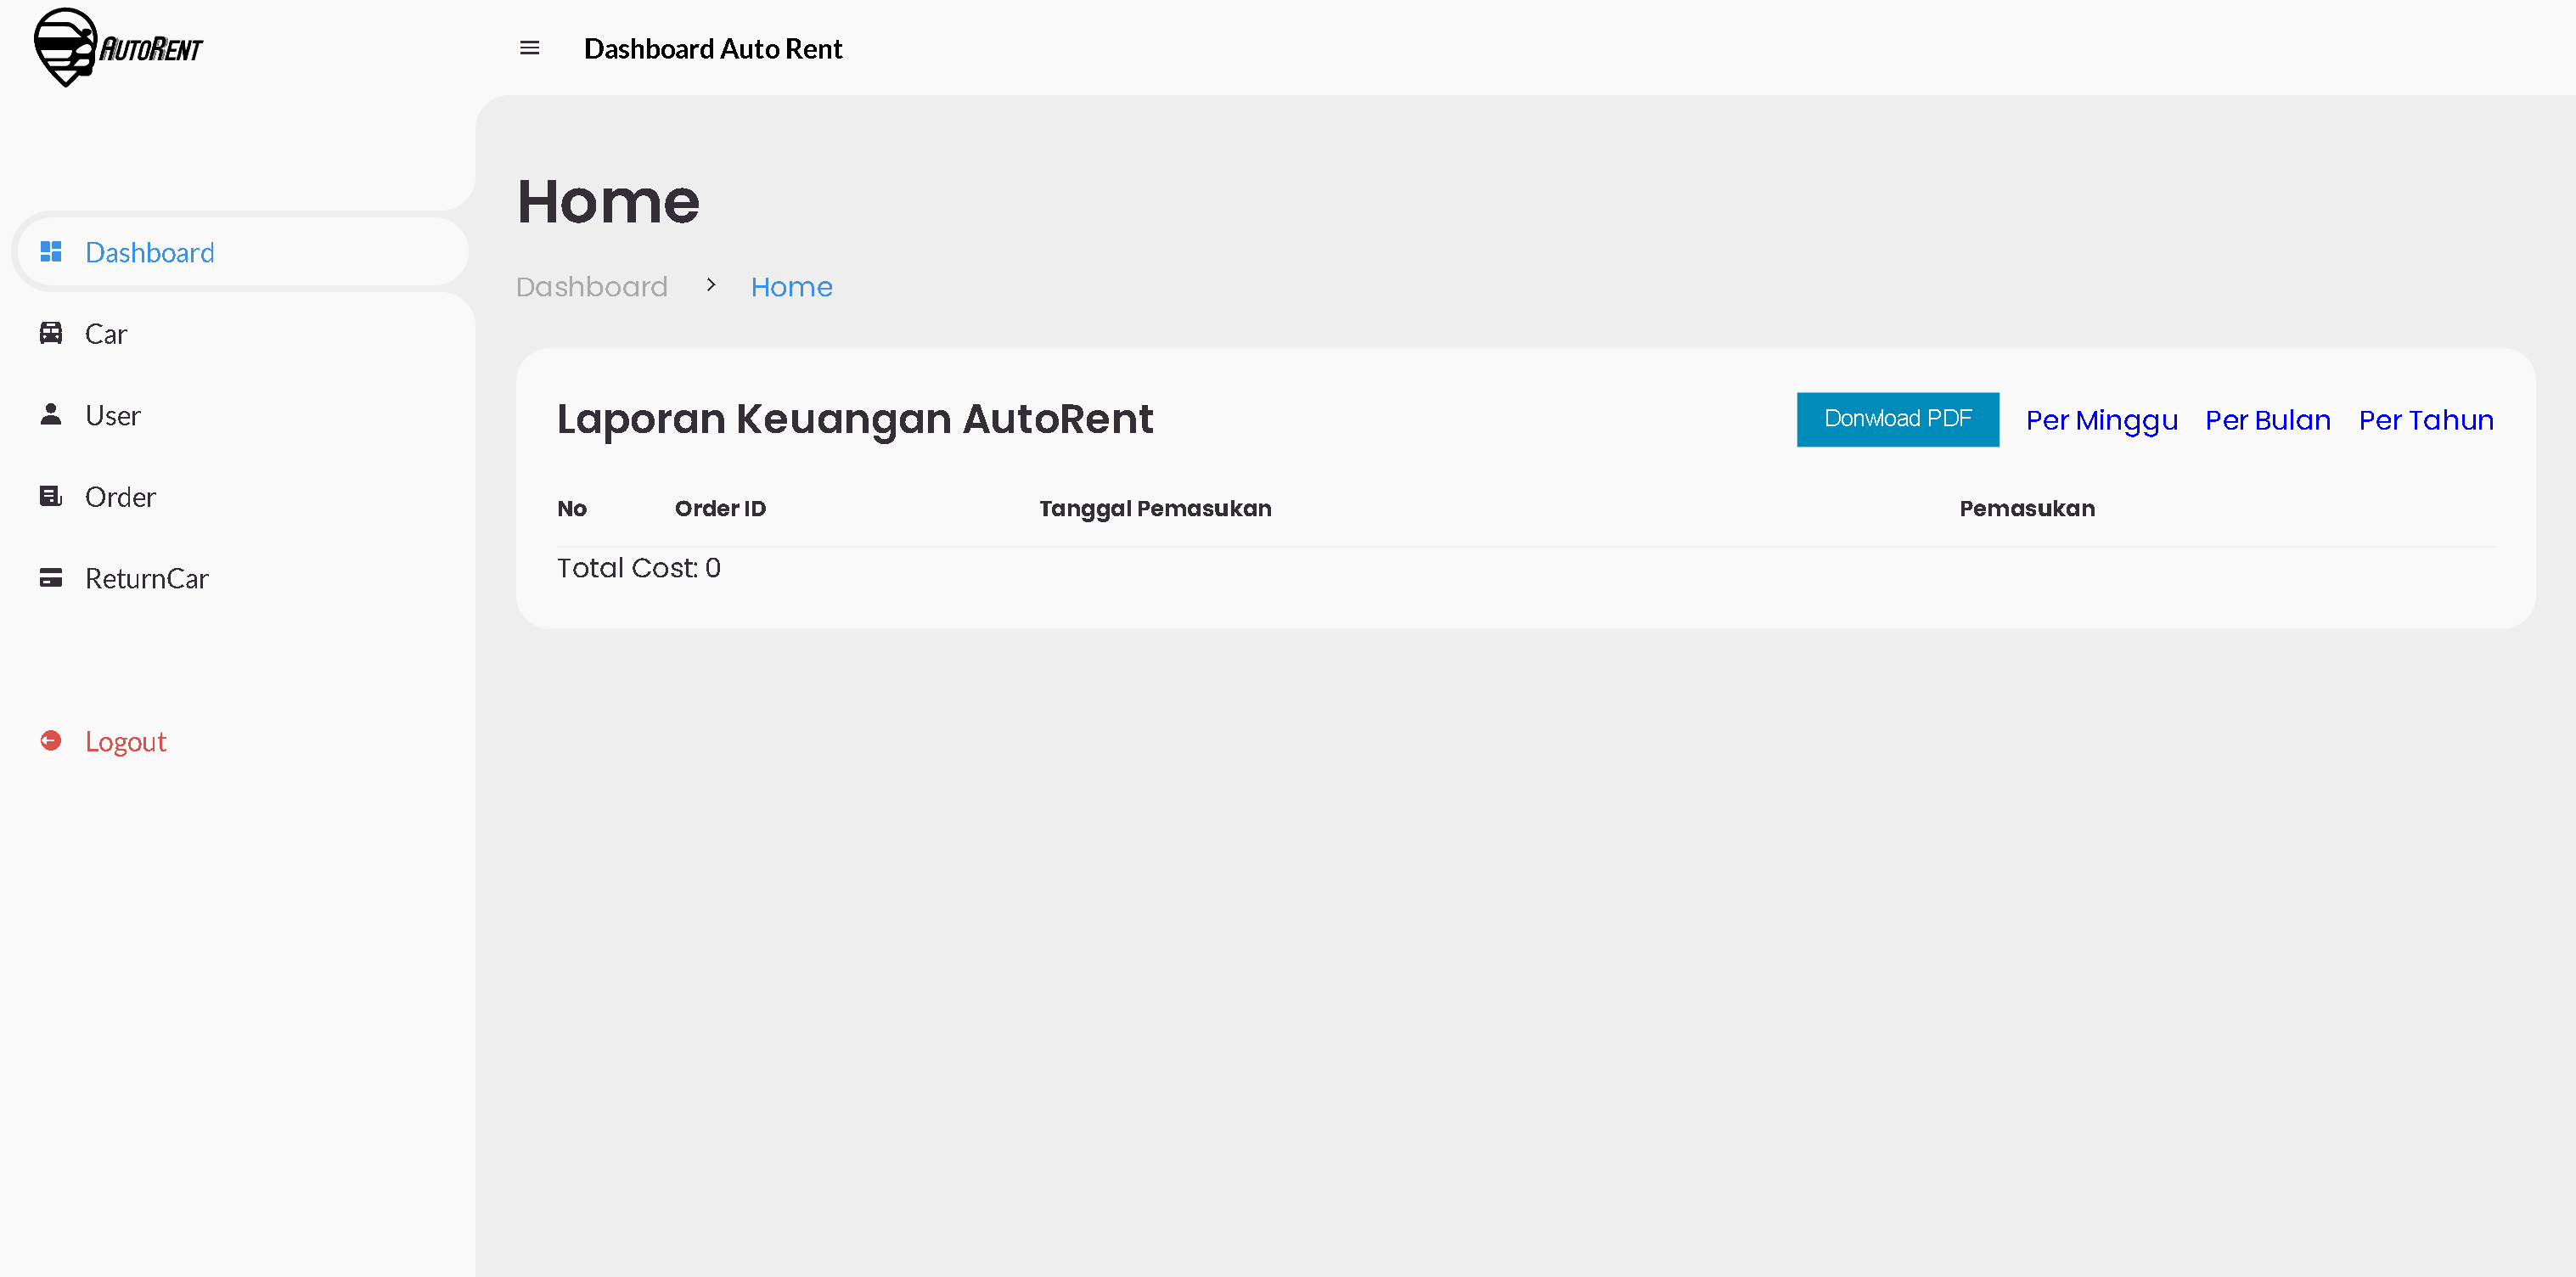 AUTORENT
Dashboard Auto Rent
Dashboard
Car
User
Order
ReturnCar
Logout
Home
Dashboard > Home
Laporan Keuangan AutoRent
Donwload PDF Per Minggu Per Bulan Per Tahun
No Order ID Tanggal Pemasukan Pemasukan
Total Cost: 0